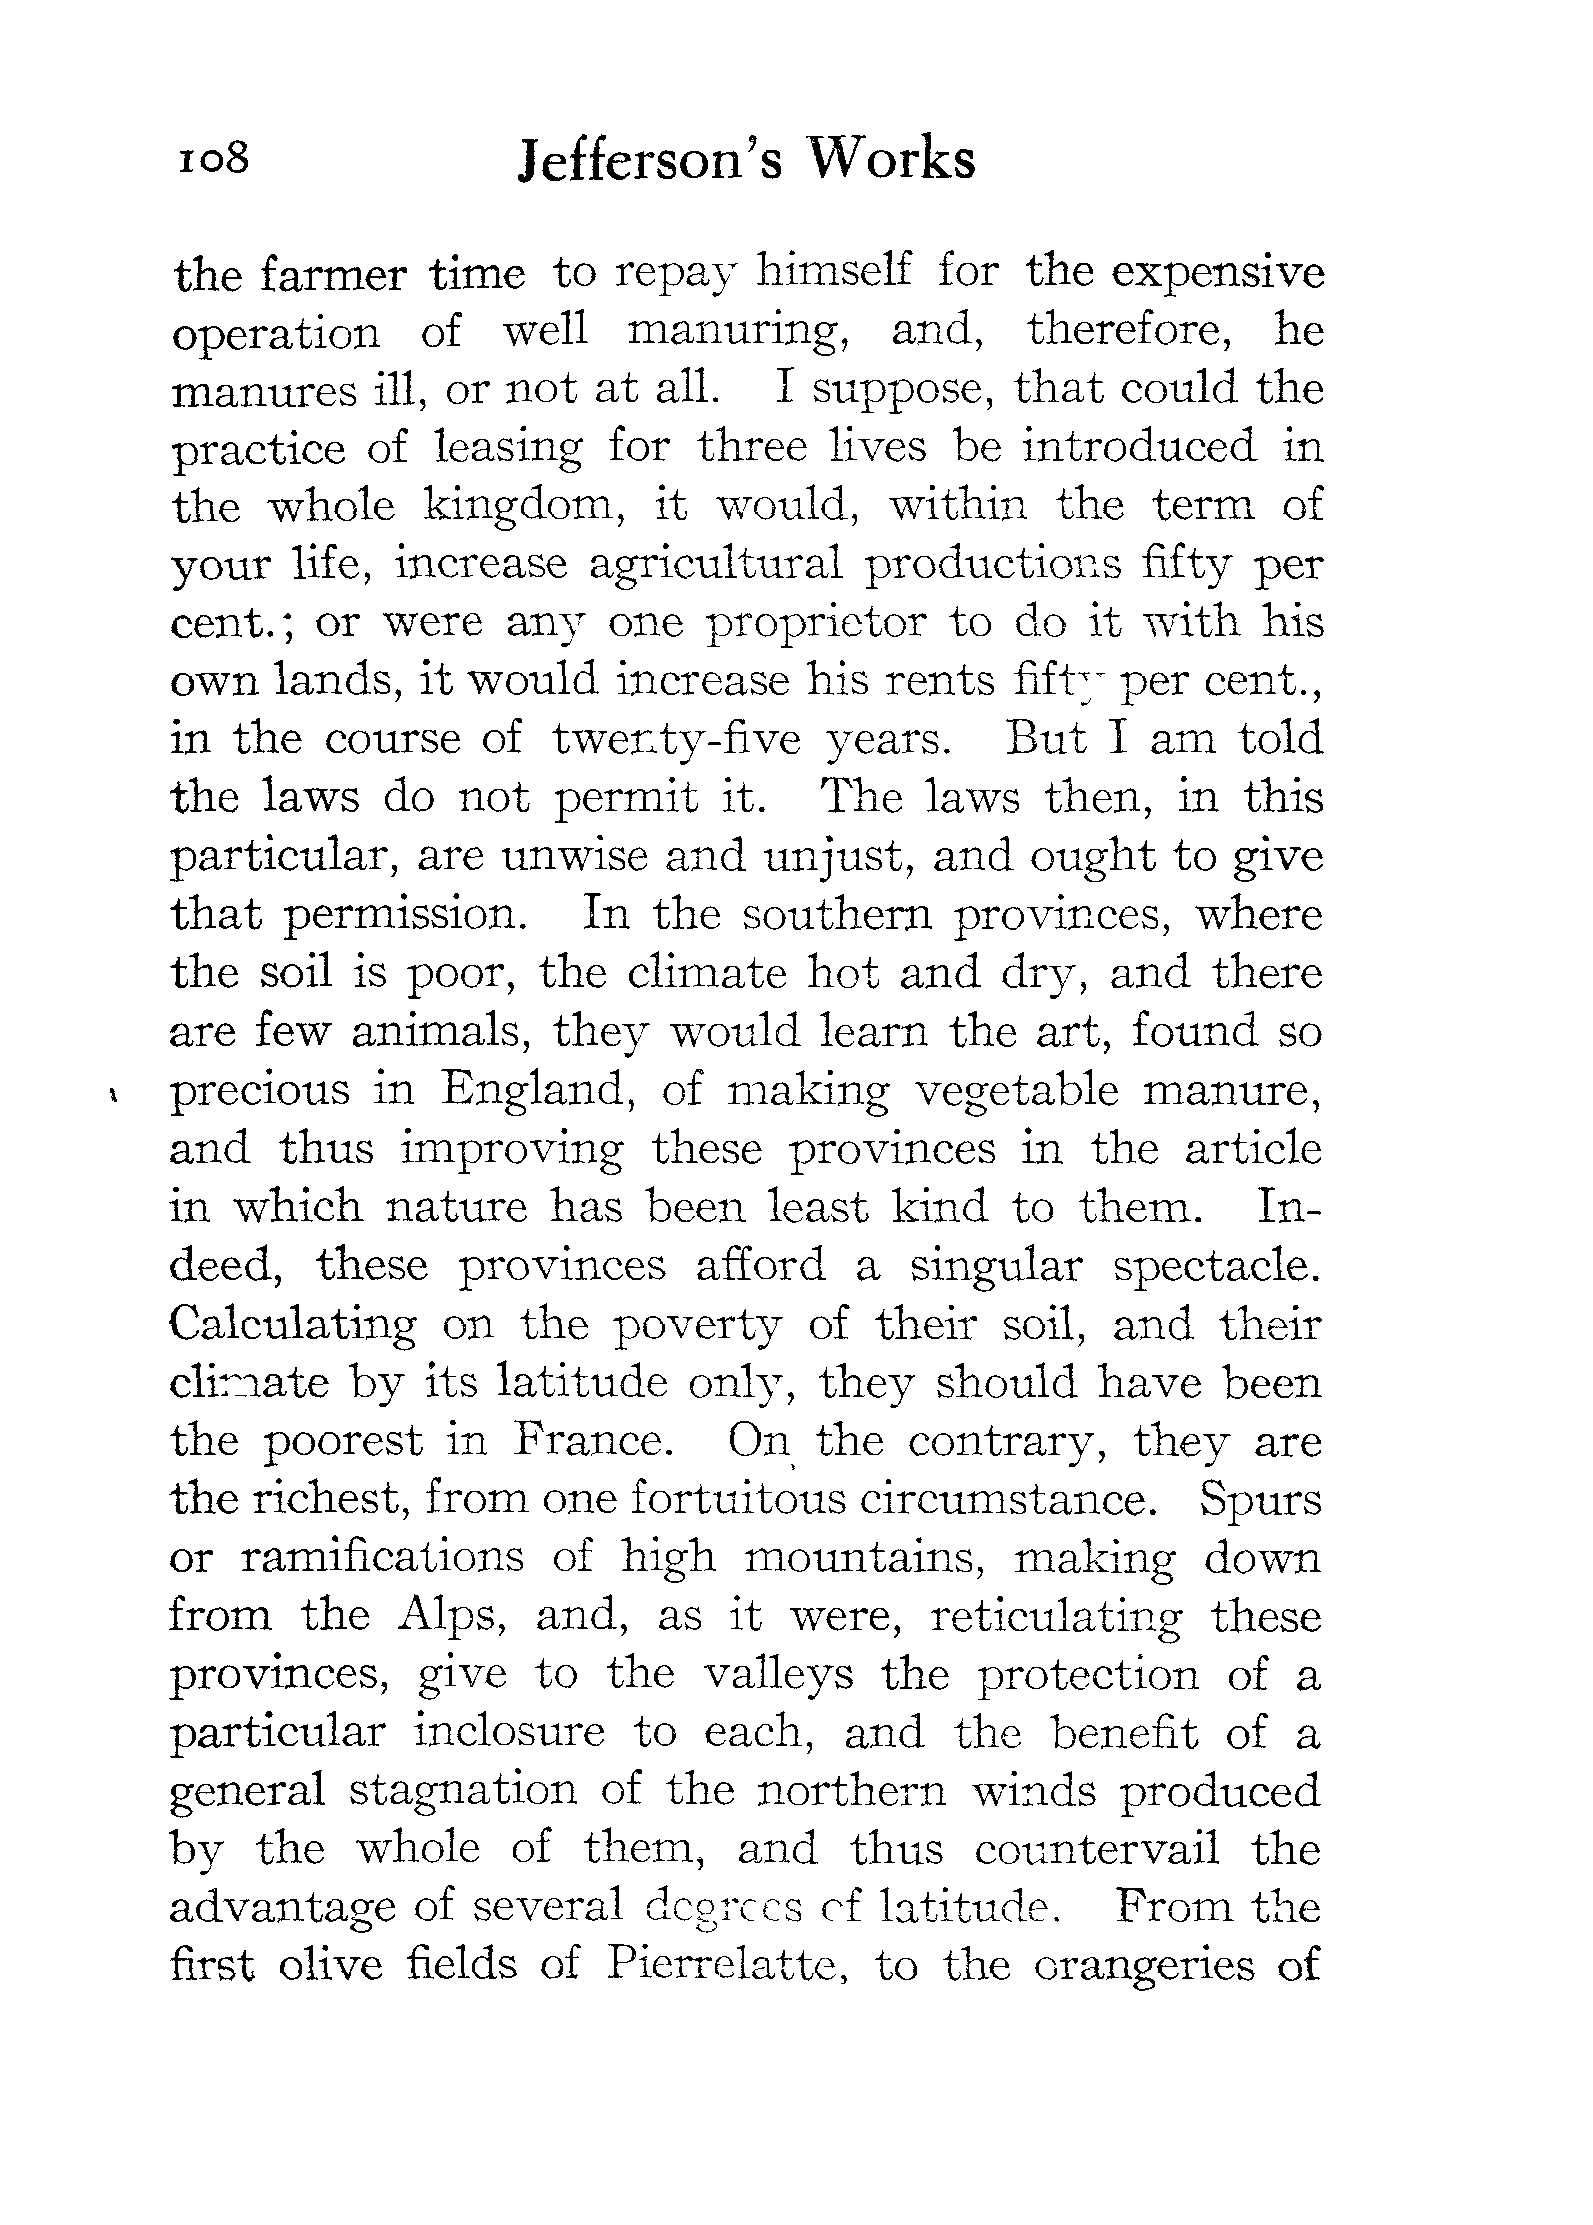 108 Jefferson's Works
the farmer time to repay himself for the expensive
operation of well manuring, and, therefore, he
manures ill, or not at all. I suppose, that could the
practice of leasing for three lives be introduced in
the whole kingdom, it would, within the term of
your life, increase agricultural productions fifty per
cent.; or were any one proprietor to do it with his
own lands, it would increase his rents fifty per cent.,
in the course of twenty-five years. But I am told
the laws do not permit it. The laws then, in this
particular, are unwise and unjust, and ought to give
that permission. In the southern provinces, where
the soil is poor, the climate hot and dry, and there
are few animals, they would learn the art, found so
precious in England, of making vegetable manure,
and thus improving these provinces in the article
in which nature has been least kind to them. In-
deed, these provinces afford a singular spectacle.
Calculating on the poverty of their soil, and their
climate by its latitude only, they should have been
the poorest in France. On the contrary, they are
the richest, from one fortuitous circumstance. Spurs
or ramifications of high mountains, making down
from the Alps, and, as it were, reticulating these
provinces, give to the valleys the protection of a
particular inclosure to each, and the benefit of a
general stagnation of the northern winds produced
by the whole of them, and thus countervail the
advantage of several degrees of latitude. From the
first olive fields of Pierrelatte, to the orangeries of